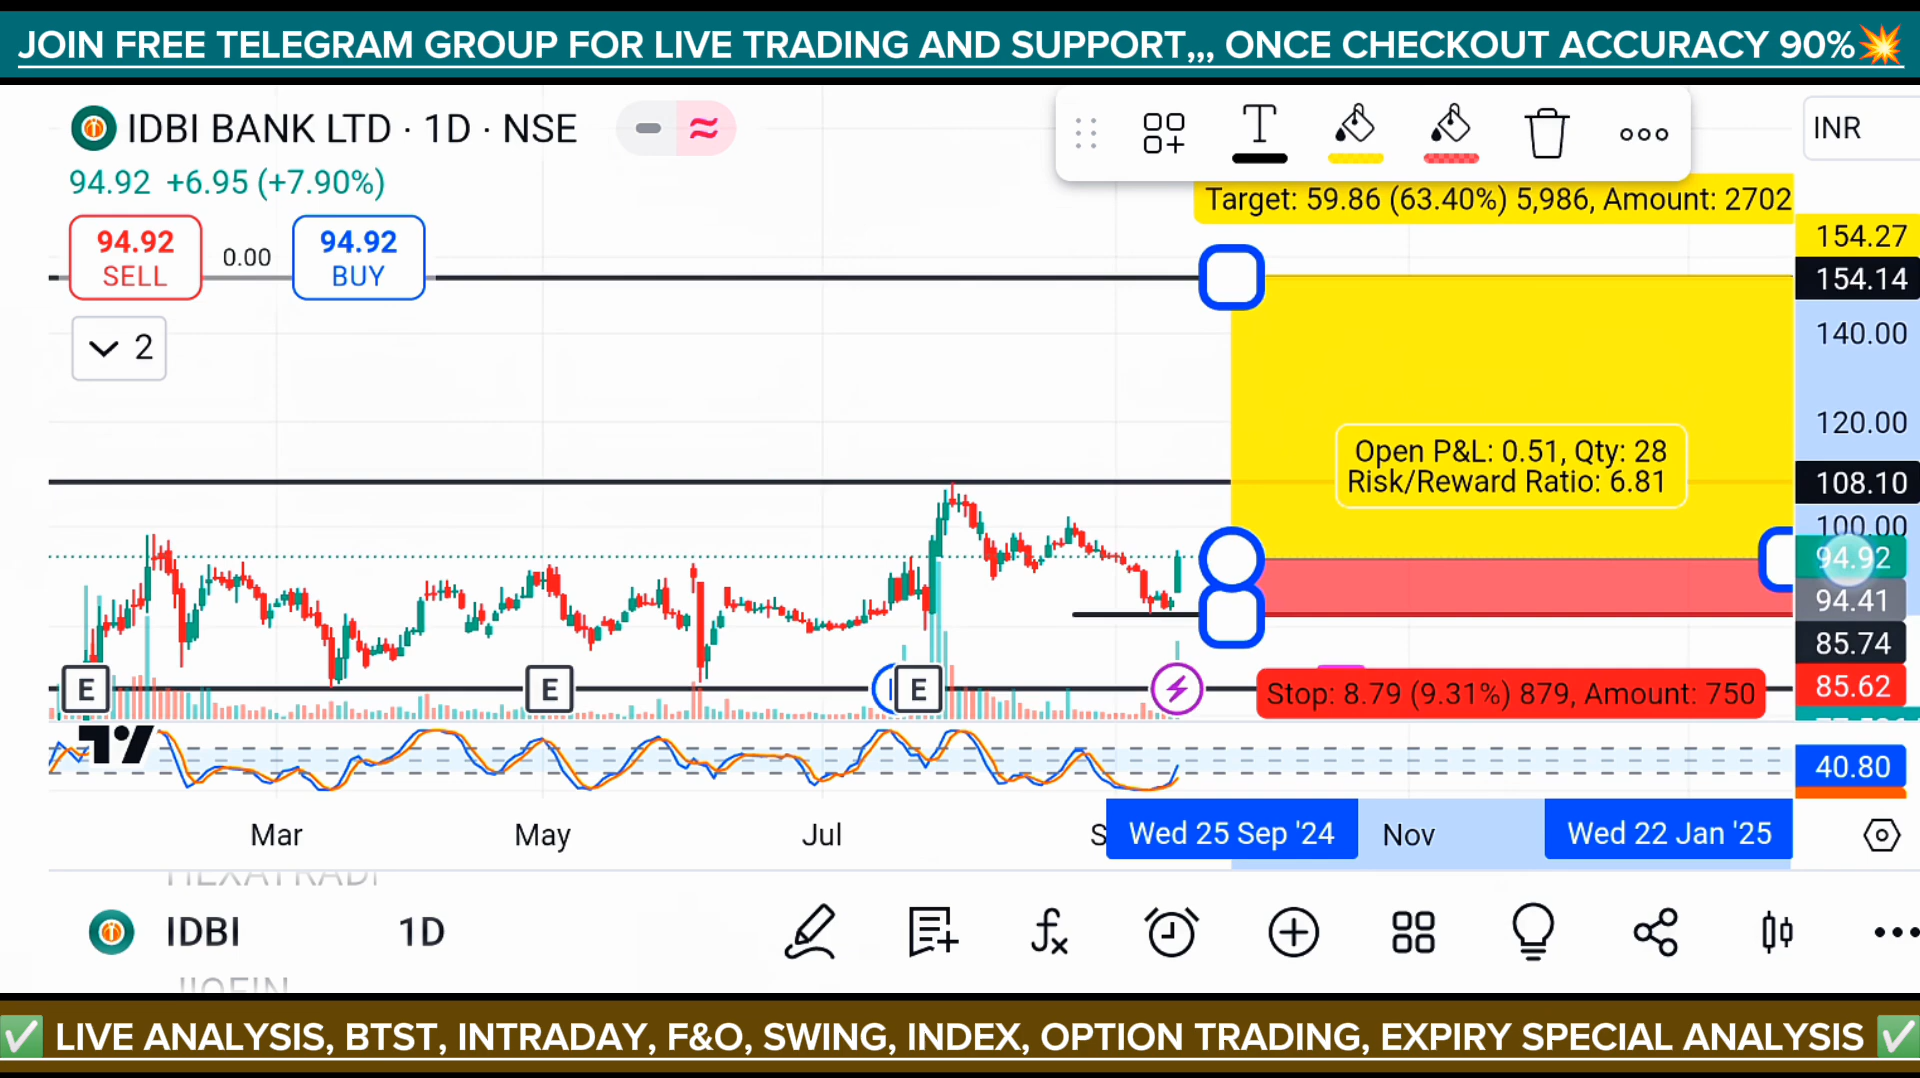 JOIN FREE TELEGRAM GROUP FOR LIVE TRADING AND SUPPORT,,, ONCE CHECKOUT ACCURACY 90%💥
IDBI BANK LTD · 1D · NSE
INR
94.92 +6.95 (+7.90%)
Target: 59.86 (63.40%) 5,986, Amount: 2702
94.92
SELL
0.00
94.92
BUY
154.27
154.14
2
140.00
120.00
Open P&L: 0.51, Qty: 28
Risk/Reward Ratio: 6.81
108.10
100.00
94.92
94.41
85.74
85.62
E
E
E
Stop: 8.79 (9.31%) 879, Amount: 750
40.80
Mar
May
Jul
S
Wed 25 Sep '24
Nov
Wed 22 Jan '25
IDBI
1D
✅ LIVE ANALYSIS, BTST, INTRADAY, F&O, SWING, INDEX, OPTION TRADING, EXPIRY SPECIAL ANALYSIS ✅